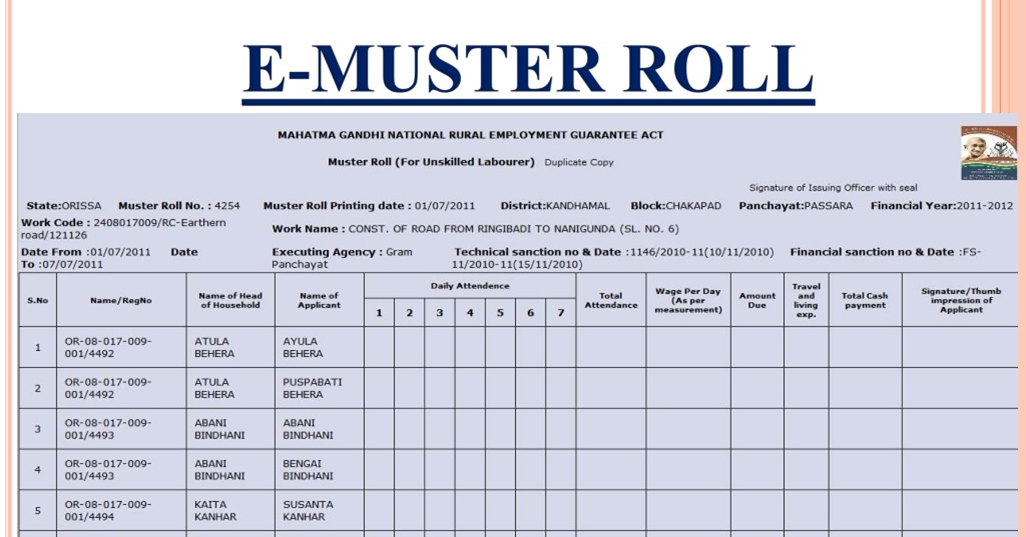 E-MUSTER ROLL
MAHATMA GANDHI NATIONAL RURAL EMPLOYMENT GUARANTEE ACT
Muster Roll (For Unskilled Labourer) Duplicate Copy
Signature of Issuing Officer with seal
State:ORISSA Muster Roll No. : 4254 Muster Roll Printing date : 01/07/2011 District:KANDHAMAL Block:CHAKAPAD Panchayat:PASSARA Financial Year:2011-2012
Work Code : 2408017009/RC-Earthern
road/121126
Work Name : CONST. OF ROAD FROM RINGIBADI TO NANIGUNDA (SL. NO. 6)
Date From :01/07/2011 Date
To :07/07/2011
Executing Agency : Gram
Panchayat
Technical sanction no & Date :1146/2010-11(10/11/2010) Financial sanction no & Date :FS-
11/2010-11(15/11/2010)
S.No
Name/RegNo
Name of Head
of Household
Name of
Applicant
Daily Attendence
1 2 3 4 5 6 7
Total
Attendance
Wage Per Day
(As per
measurement)
Amount
Due
Travel
and
living
exp.
Total Cash
payment
Signature/Thumb
impression of
Applicant
1
OR-08-017-009-
001/4492
ATULA
BEHERA
AYULA
BEHERA
2
OR-08-017-009-
001/4492
ATULA
BEHERA
PUSPABATI
BEHERA
3
OR-08-017-009-
001/4493
ABANI
BINDHANI
ABANI
BINDHANI
4
OR-08-017-009-
001/4493
ABANI
BINDHANI
BENGAI
BINDHANI
5
OR-08-017-009-
001/4494
KAITA
KANHAR
SUSANTA
KANHAR